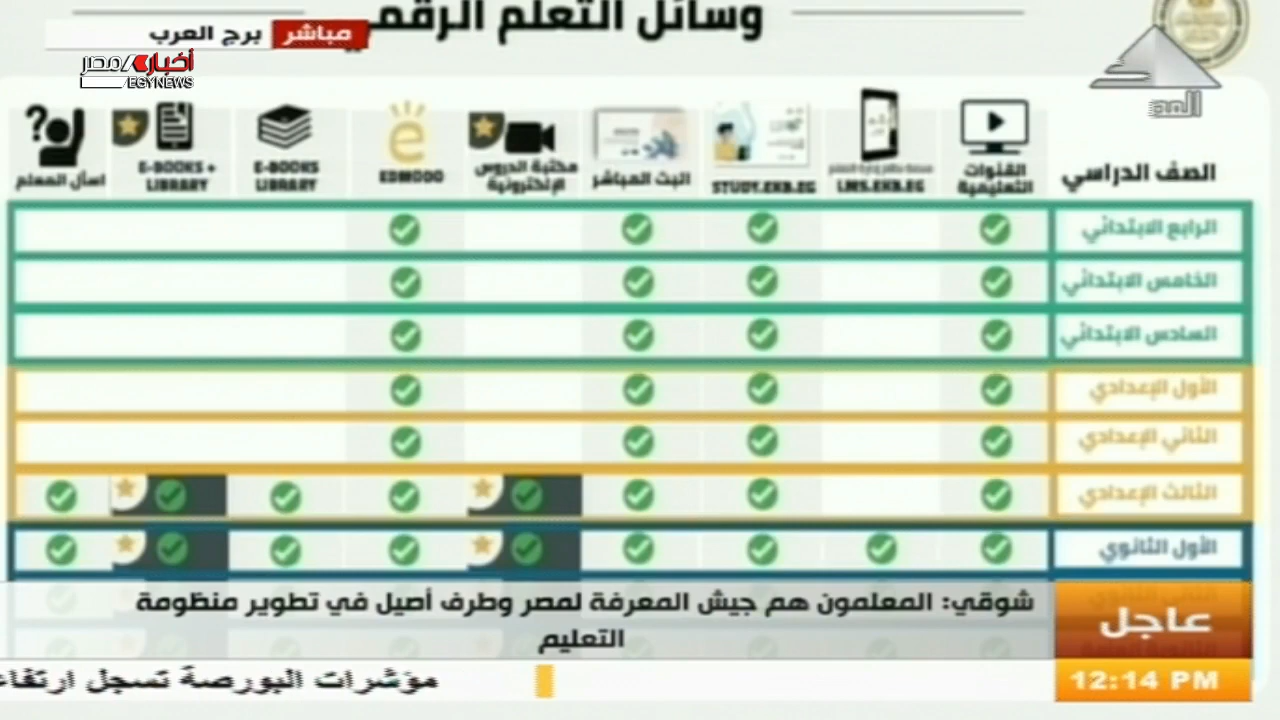 وسائل التعلم الرقمي
مباشر برج العرب
أخبار مصر
EGYNEWS
الصف الدراسي
القنوات التعليمية
LMS.EKB.EG
STUDY.EKB.EG
البث المباشر
مكتبة الدروس الإلكترونية
EDMODO
E-BOOKS LIBRARY
E-BOOKS + LIBRARY
اسأل المعلم
الرابع الابتدائي
الخامس الابتدائي
السادس الابتدائي
الأول الإعدادي
الثاني الإعدادي
الثالث الإعدادي
الأول الثانوي
عاجل
شوقي: المعلمون هم جيش المعرفة لمصر وطرف أصيل في تطوير منظومة
التعليم
12:14 PM
مؤشرات البورصة تسجل ارتفاعا